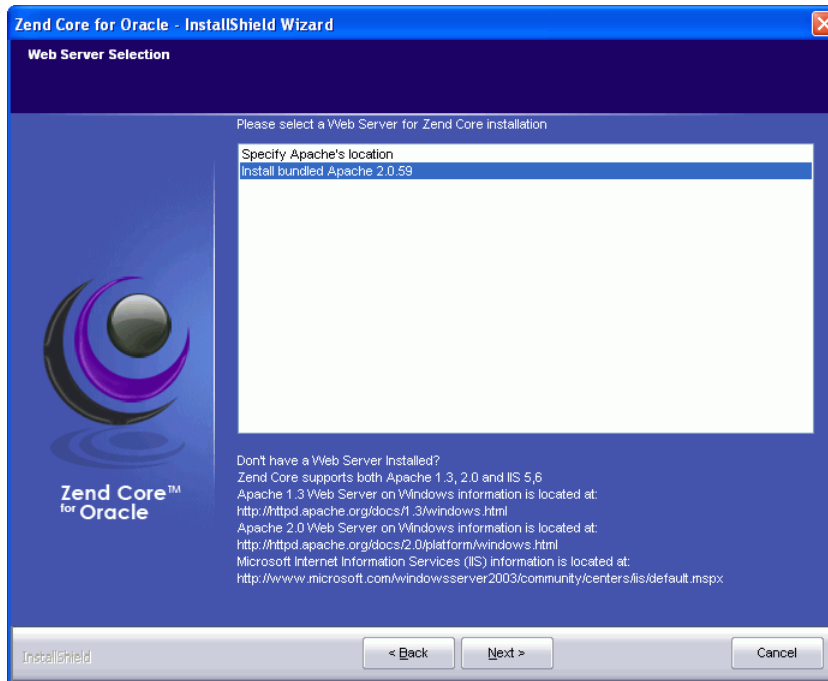 Zend Core for Oracle - InstallShield Wizard
Web Server Selection
Please select a Web Server for Zend Core installation
Specify Apache's location
Install bundled Apache 2.0.59
Zend Core™
for Oracle
Don't have a Web Server Installed?
Zend Core supports both Apache 1.3, 2.0 and IIS 5,6
Apache 1.3 Web Server on Windows information is located at:
http://httpd.apache.org/docs/1.3/windows.html
Apache 2.0 Web Server on Windows information is located at:
http://httpd.apache.org/docs/2.0/platform/windows.html
Microsoft Internet Information Services (IIS) information is located at:
http://www.microsoft.com/windowsserver2003/community/centers/iis/default.mspx
InstallShield
< Back
Next >
Cancel